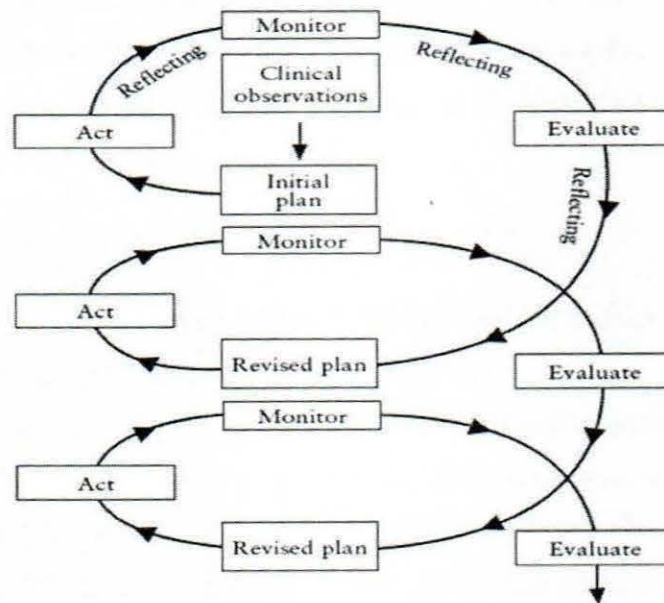 Monitor
Reflecting
Reflecting
Clinical
observations
Act
Evaluate
Initial
plan
Reflecting
Monitor
Act
Revised plan
Evaluate
Monitor
Act
Revised plan
Evaluate